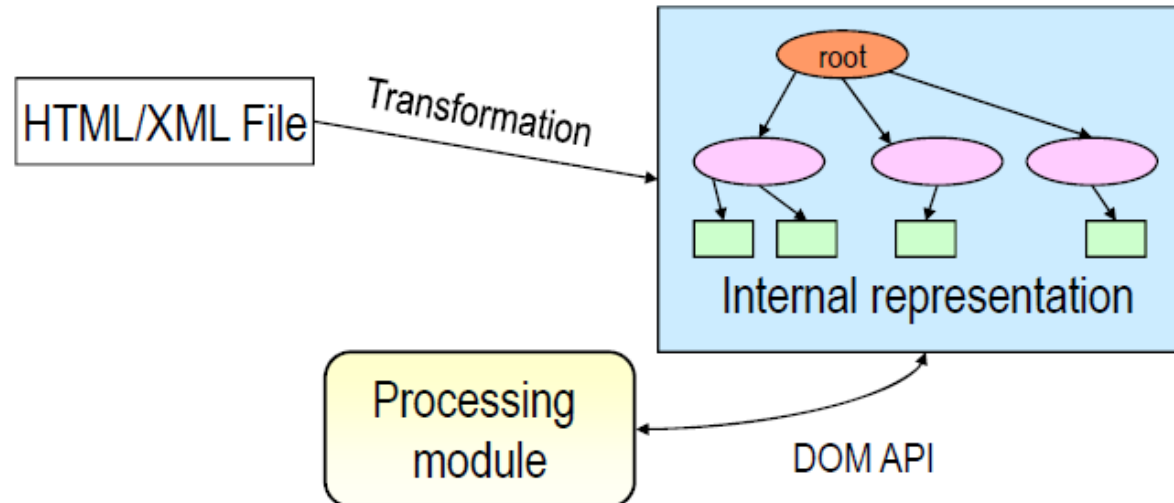 root
HTML/XML File
Transformation
Internal representation
Processing
module
DOM API